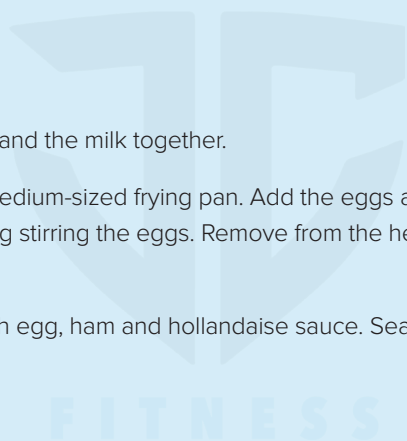 and the milk together.
edium-sized frying pan. Add the eggs a
g stirring the eggs. Remove from the he
n egg, ham and hollandaise sauce. Sea
FITNESS